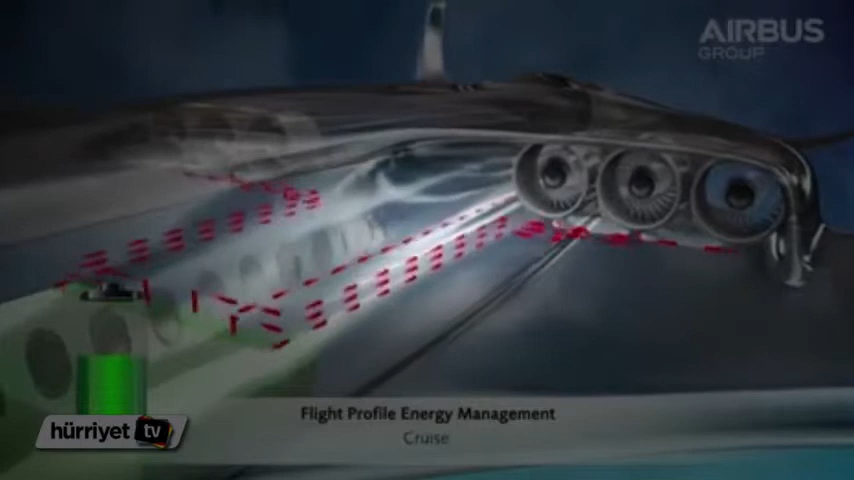 AIRBUS
GROUP
Flight Profile Energy Management
Cruise
hürriyet tv